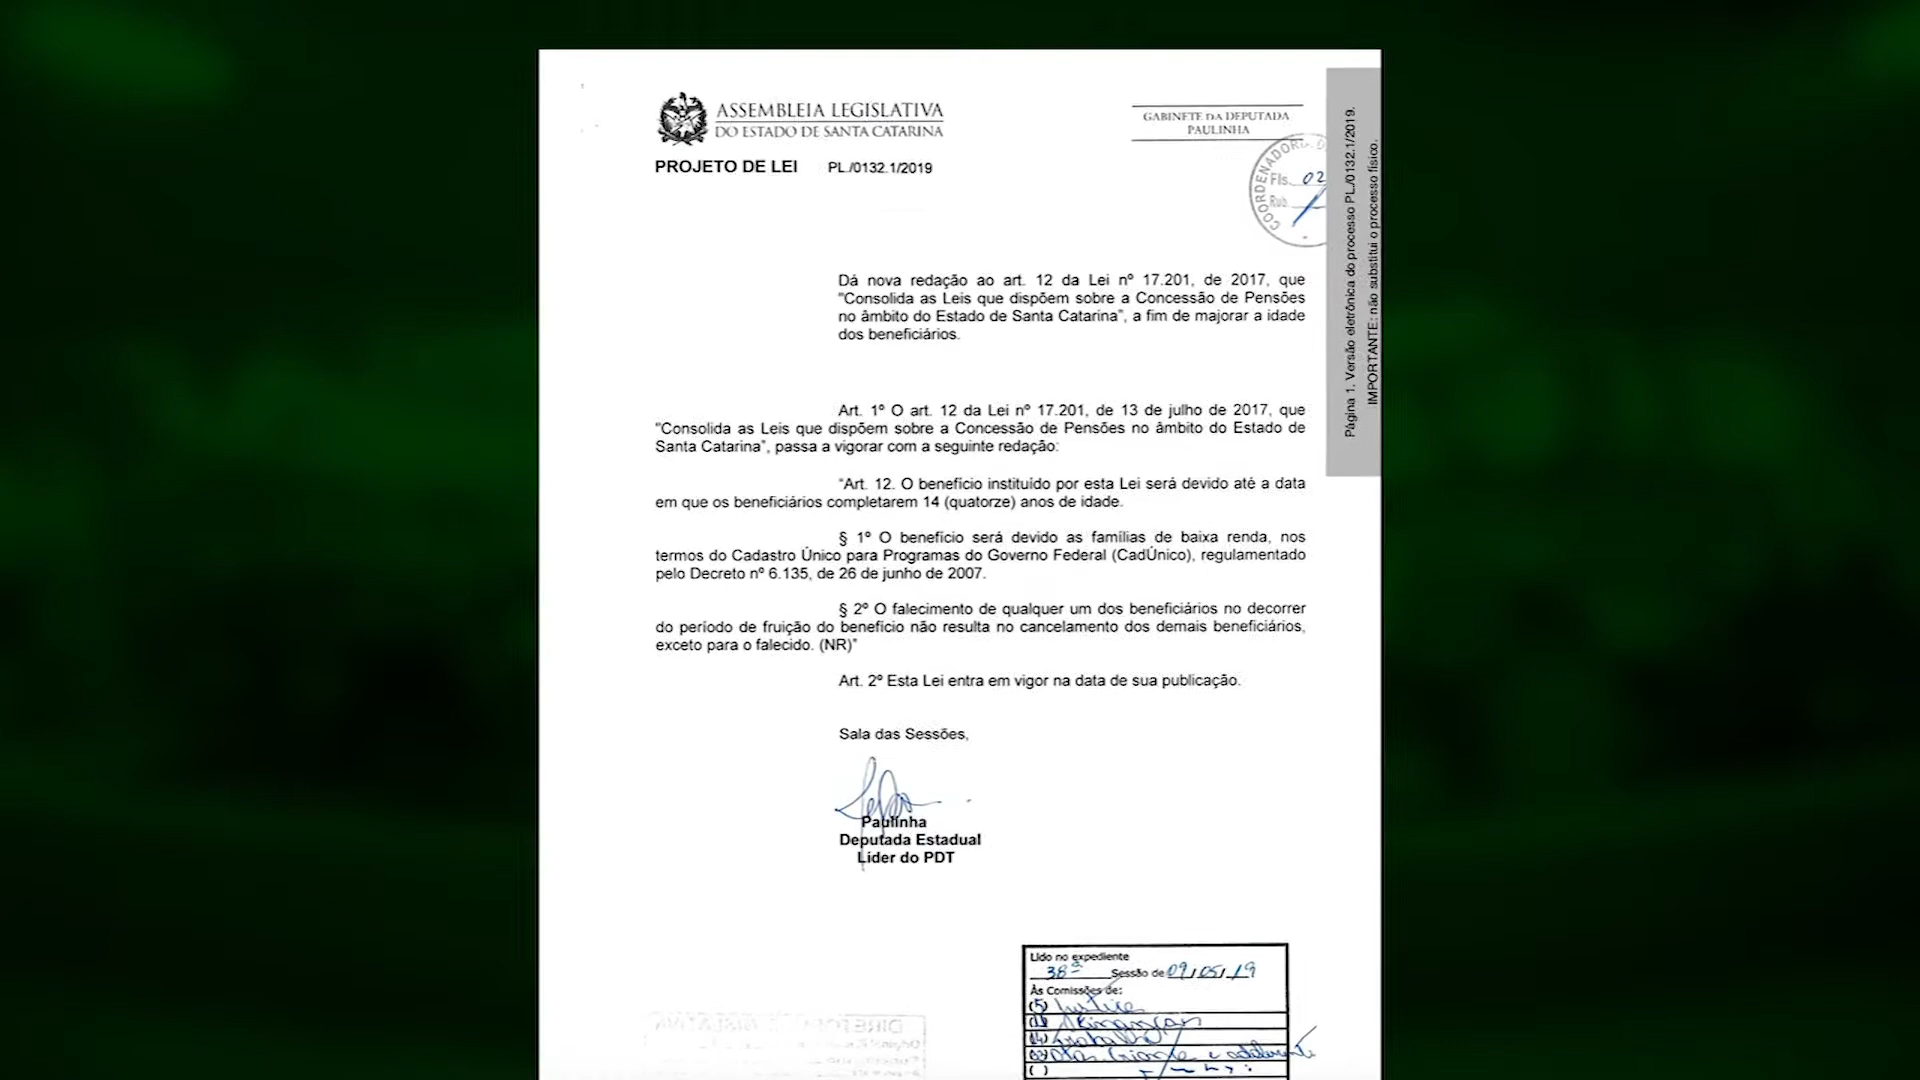 ASSEMBLEIA LEGISLATIVA
DO ESTADO DE SANTA CATARINA
GABINETE DA DEPUTADA
PAULINHA
PROJETO DE LEI PL./0132.1/2019
COORDENADORIA
Fls. 02
Rub.
Página 1. Versão eletrônica do processo PL./0132.1/2019.
IMPORTANTE: não substitui o processo físico.
Dá nova redação ao art. 12 da Lei nº 17.201, de 2017, que
"Consolida as Leis que dispõem sobre a Concessão de Pensões
no âmbito do Estado de Santa Catarina", a fim de majorar a idade
dos beneficiários.
Art. 1º O art. 12 da Lei nº 17.201, de 13 de julho de 2017, que
"Consolida as Leis que dispõem sobre a Concessão de Pensões no âmbito do Estado de
Santa Catarina", passa a vigorar com a seguinte redação:
"Art. 12. O benefício instituído por esta Lei será devido até a data
em que os beneficiários completarem 14 (quatorze) anos de idade.
§ 1º O benefício será devido as famílias de baixa renda, nos
termos do Cadastro Único para Programas do Governo Federal (CadÚnico), regulamentado
pelo Decreto nº 6.135, de 26 de junho de 2007.
§ 2º O falecimento de qualquer um dos beneficiários no decorrer
do período de fruição do benefício não resulta no cancelamento dos demais beneficiários,
exceto para o falecido. (NR)"
Art. 2º Esta Lei entra em vigor na data de sua publicação.
Sala das Sessões,
Paulinha
Deputada Estadual
Líder do PDT
Lido no expediente
38ª Sessão de 09/05/19
Às Comissões de:
(5) Justiça
Finanças
Trabalho
( )